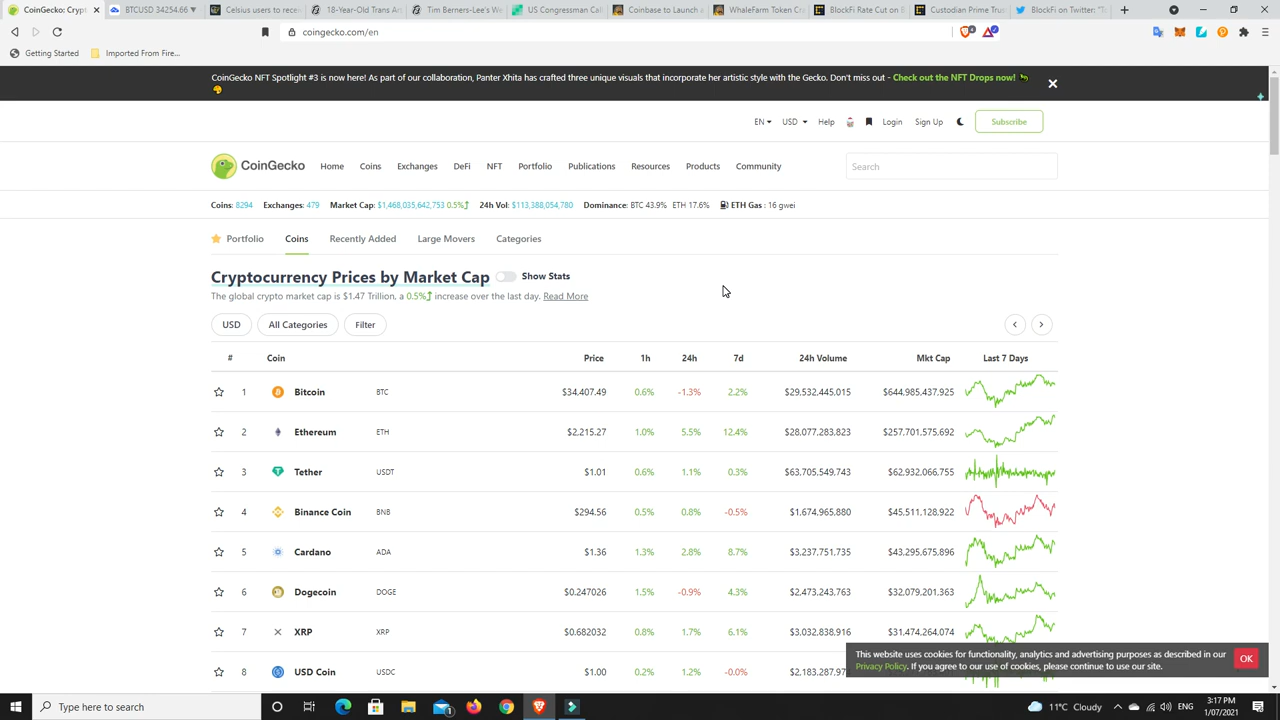 CoinGecko: Crypt
BTCUSD 34254.66 ▼
Celsius users to rece
18-Year-Old Trans Ar
Tim Berners-Lee's We
US Congressman Cal
Coinbase to Launch a
WhaleFarm Token Cr
BlockFi Rate Cut on B
Custodian Prime Trus
BlockFi on Twitter: "T
coingecko.com/en
Getting Started
Imported From Fire...
CoinGecko NFT Spotlight #3 is now here! As part of our collaboration, Panter Xhita has crafted three unique visuals that incorporate her artistic style with the Gecko. Don't miss out - Check out the NFT Drops now!
EN USD Help Login Sign Up Subscribe
CoinGecko Home Coins Exchanges DeFi NFT Portfolio Publications Resources Products Community Search
Coins: 8294 Exchanges: 479 Market Cap: $1,468,035,642,753 0.5% 24h Vol: $113,388,054,780 Dominance: BTC 43.9% ETH 17.6% ETH Gas : 16 gwei
Portfolio Coins Recently Added Large Movers Categories
Cryptocurrency Prices by Market Cap Show Stats
The global crypto market cap is $1.47 Trillion, a 0.5% increase over the last day. Read More
USD All Categories Filter
# Coin Price 1h 24h 7d 24h Volume Mkt Cap Last 7 Days
1 Bitcoin BTC $34,407.49 0.6% -1.3% 2.2% $29,532,445,015 $644,985,437,925
2 Ethereum ETH $2,215.27 1.0% 5.5% 12.4% $28,077,283,823 $257,701,575,692
3 Tether USDT $1.01 0.6% 1.1% 0.3% $63,705,549,743 $62,932,066,755
4 Binance Coin BNB $294.56 0.5% 0.8% -0.5% $1,674,965,880 $45,511,128,922
5 Cardano ADA $1.36 1.3% 2.8% 8.7% $3,237,751,735 $43,295,675,896
6 Dogecoin DOGE $0.247026 1.5% -0.9% 4.3% $2,473,243,763 $32,079,201,363
7 XRP XRP $0.682032 0.8% 1.7% 6.1% $3,032,838,916 $31,474,264,074
8 USD Coin USDC $1.00 0.2% 1.2% -0.0% $2,183,287,97
This website uses cookies for functionality, analytics and advertising purposes as described in our
Privacy Policy. If you agree to our use of cookies, please continue to use our site.
OK
Type here to search
11°C Cloudy
ENG
3:17 PM
1/07/2021